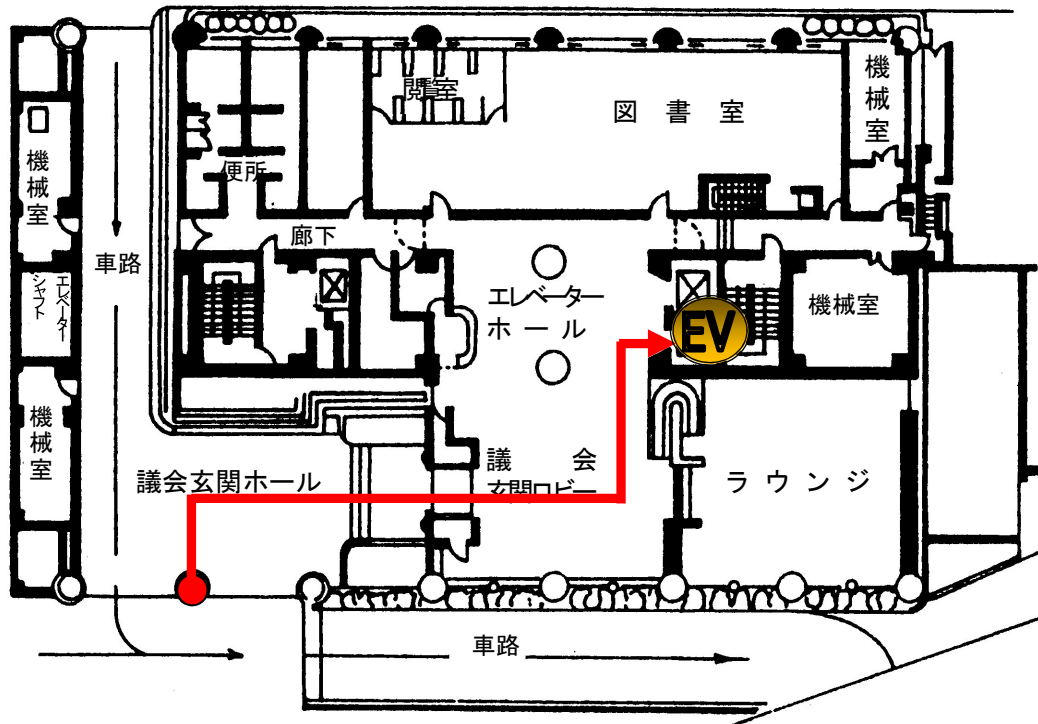 閲覧室
図書室
機械室
便所
機械室
廊下
車路
エレベーター
シャフト
エレベーター
ホール
EV
機械室
機械室
議会玄関ホール
議会
玄関ロビー
ラウンジ
車路